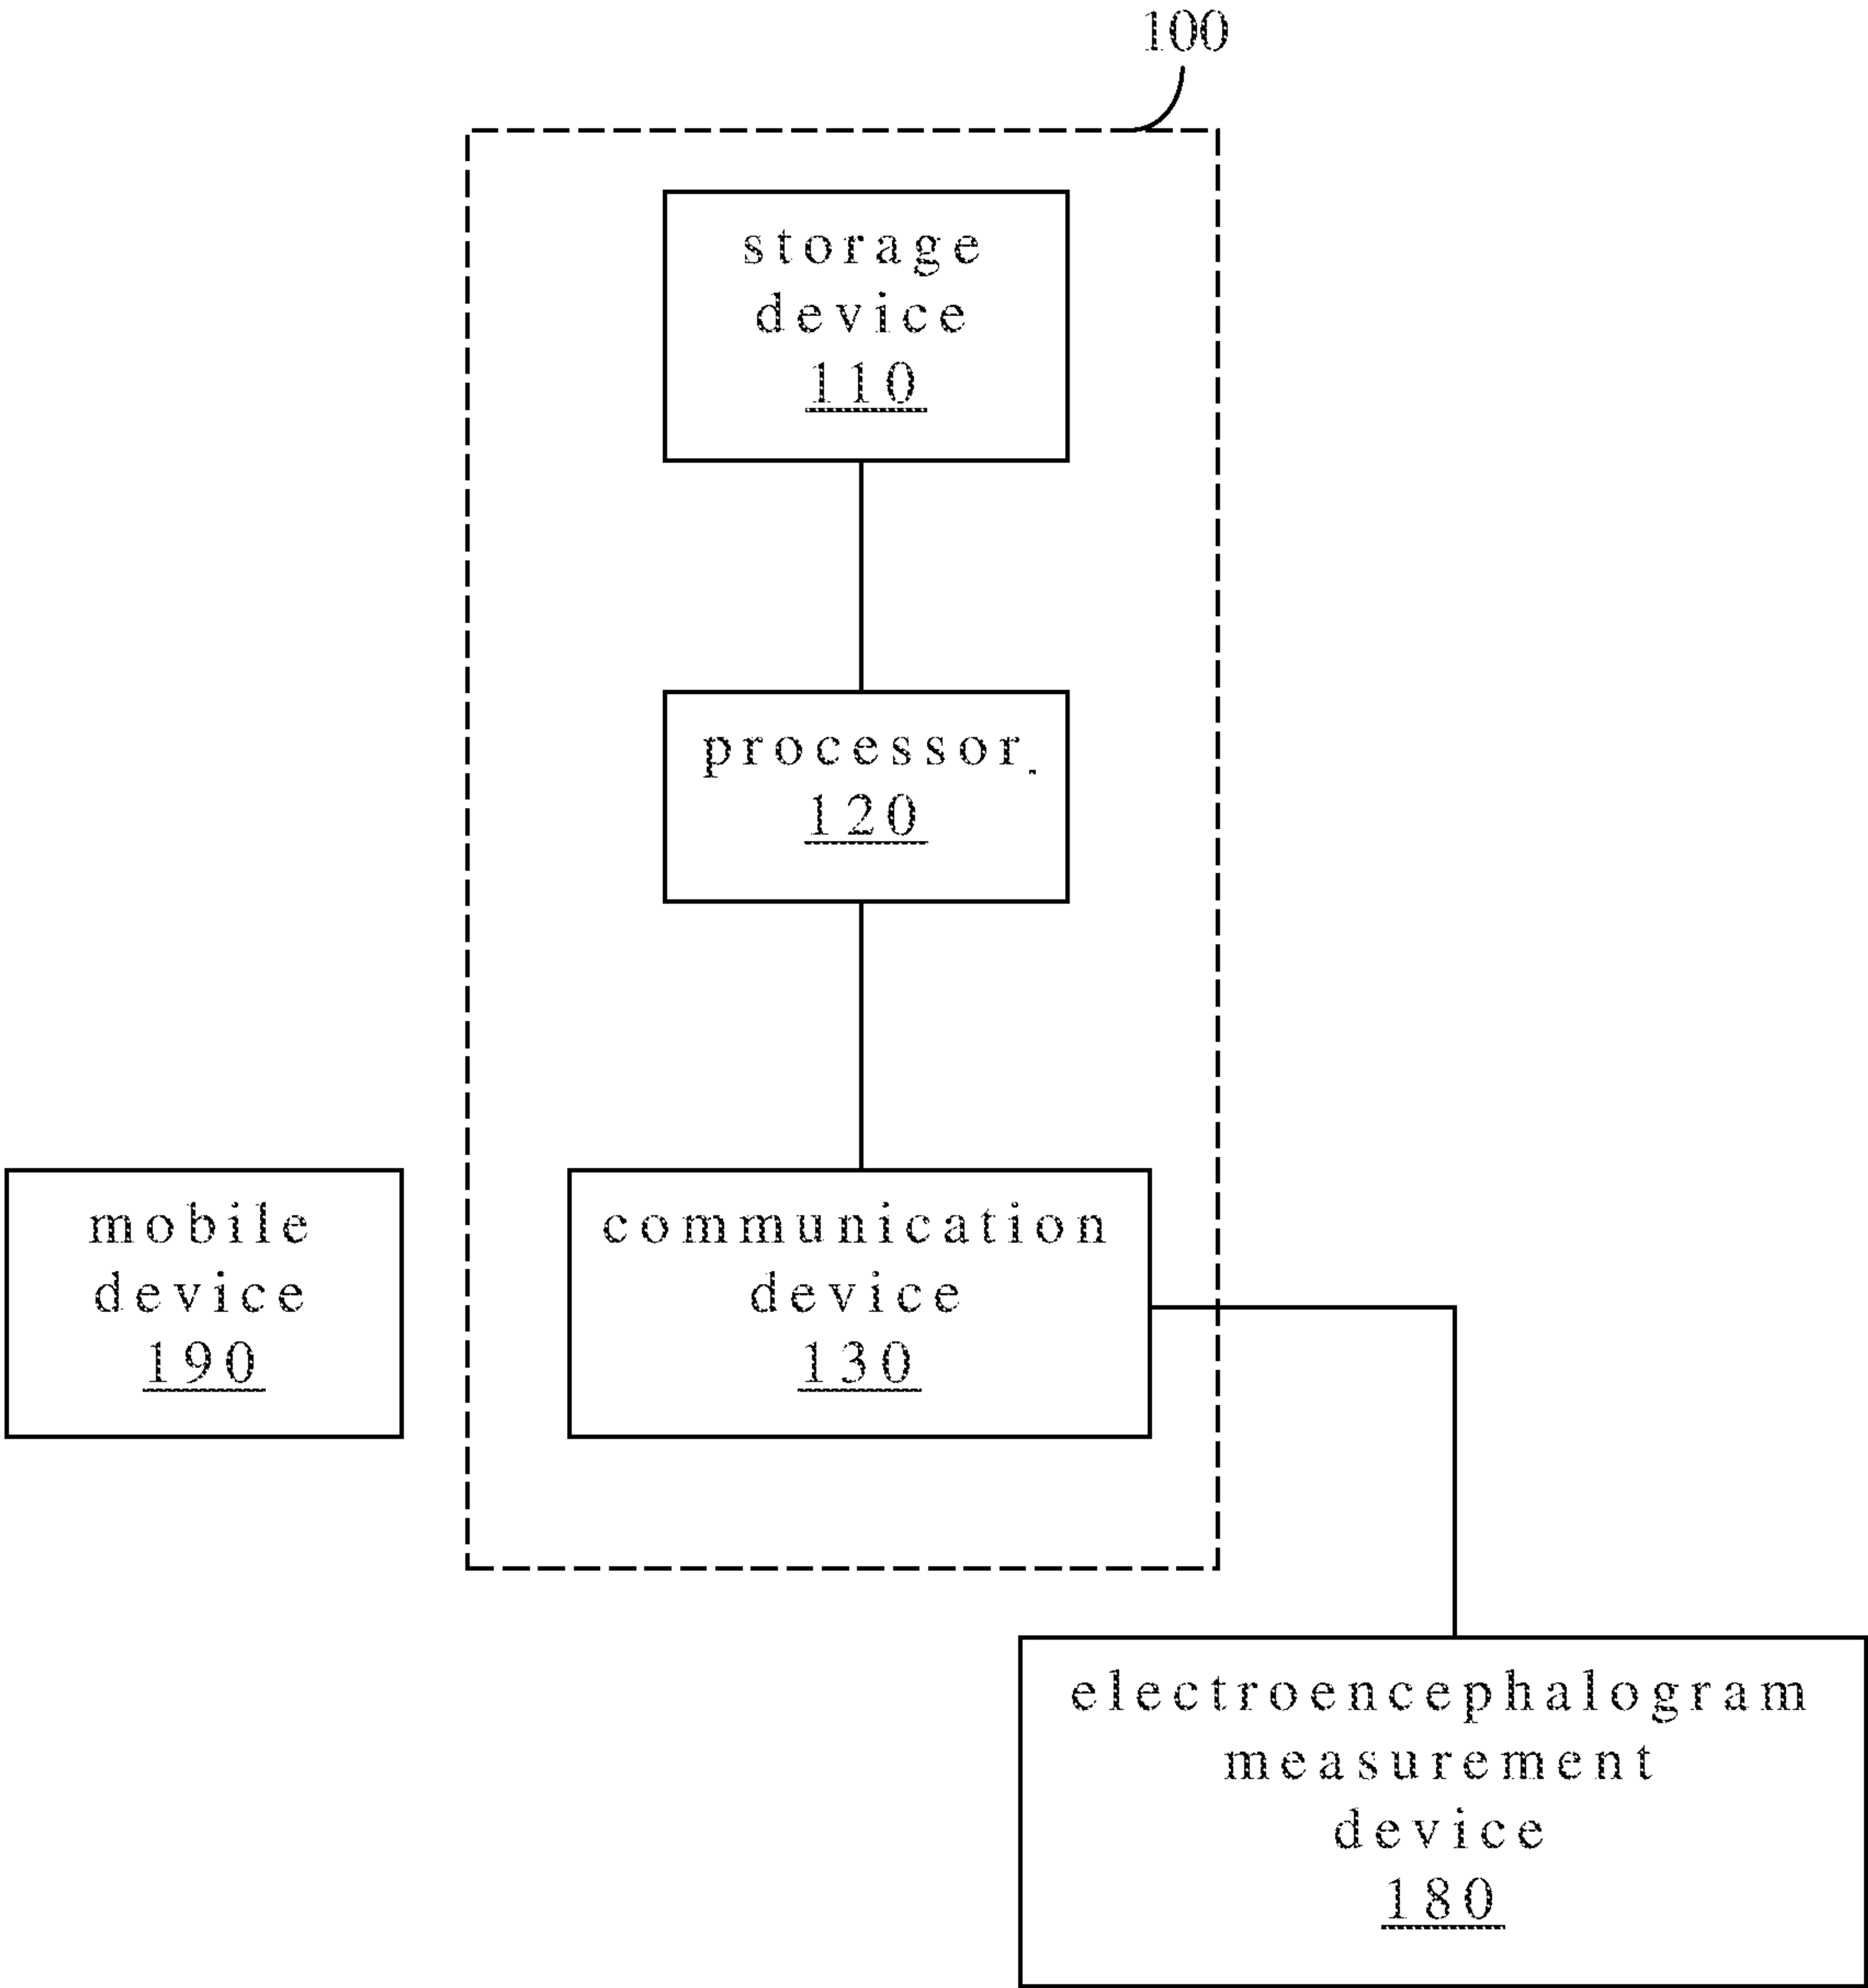 100
storage
device
110
processor
120
mobile
device
190
communication
device
130
electroencephalogram
measurement
device
180